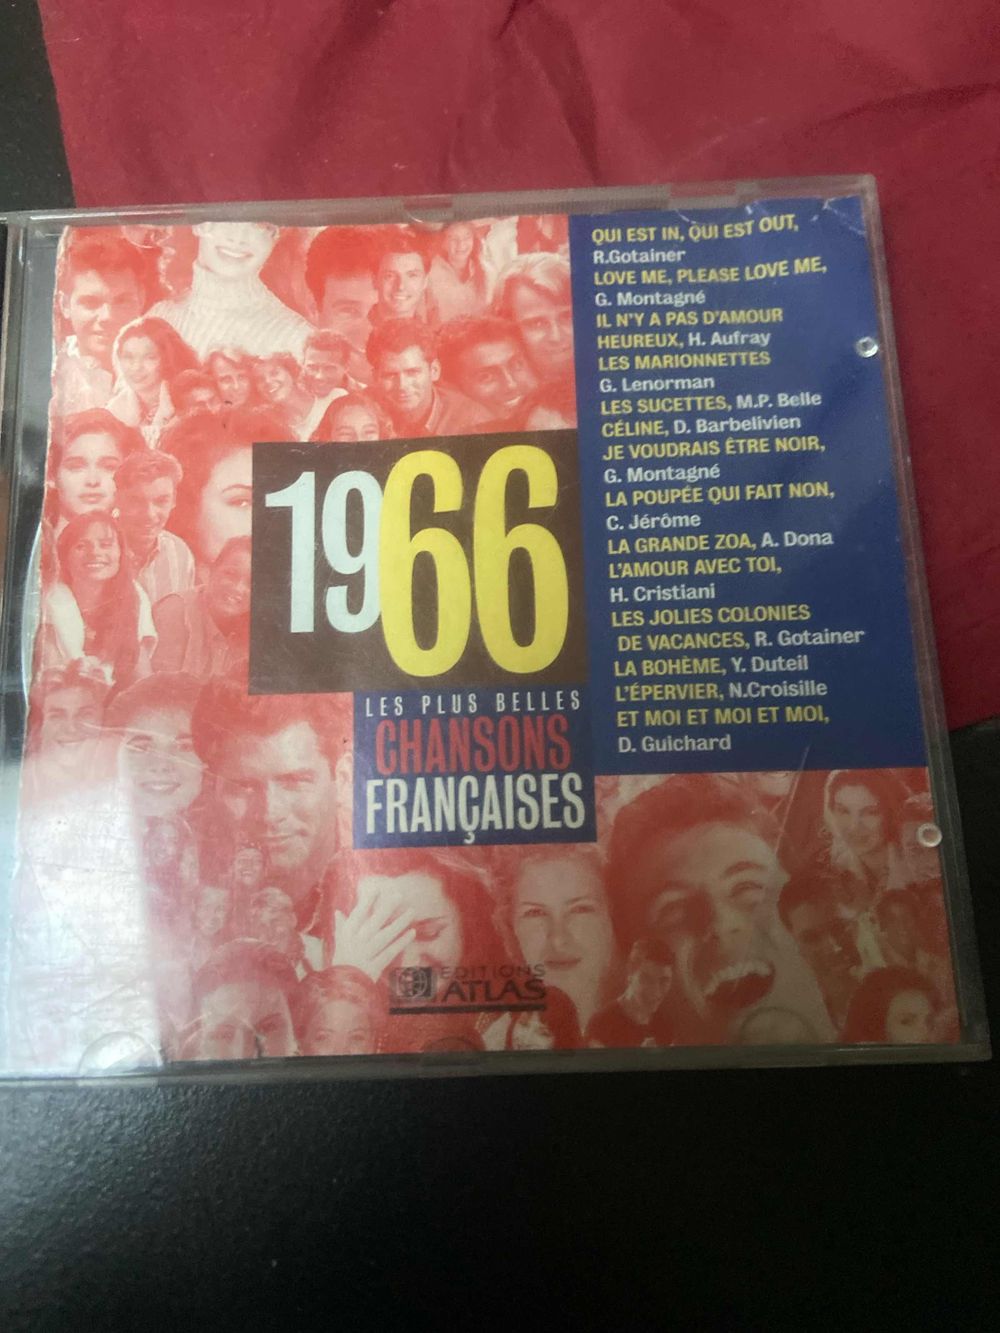 QUI EST IN, QUI EST OUT,
R.Gotainer
LOVE ME, PLEASE LOVE ME,
G. Montagné
IL N'Y A PAS D'AMOUR
HEUREUX, H. Aufray
LES MARIONNETTES
G. Lenorman
LES SUCETTES, M.P. Belle
CÉLINE, D. Barbelivien
JE VOUDRAIS ÊTRE NOIR,
G. Montagné
LA POUPÉE QUI FAIT NON,
C. Jérôme
LA GRANDE ZOA, A. Dona
L'AMOUR AVEC TOI,
H. Cristiani
LES JOLIES COLONIES
DE VACANCES, R. Gotainer
LA BOHÈME, Y. Duteil
L'ÉPERVIER, N.Croisille
ET MOI ET MOI ET MOI,
D. Guichard
1966
LES PLUS BELLES
CHANSONS
FRANÇAISES
EDITIONS
ATLAS